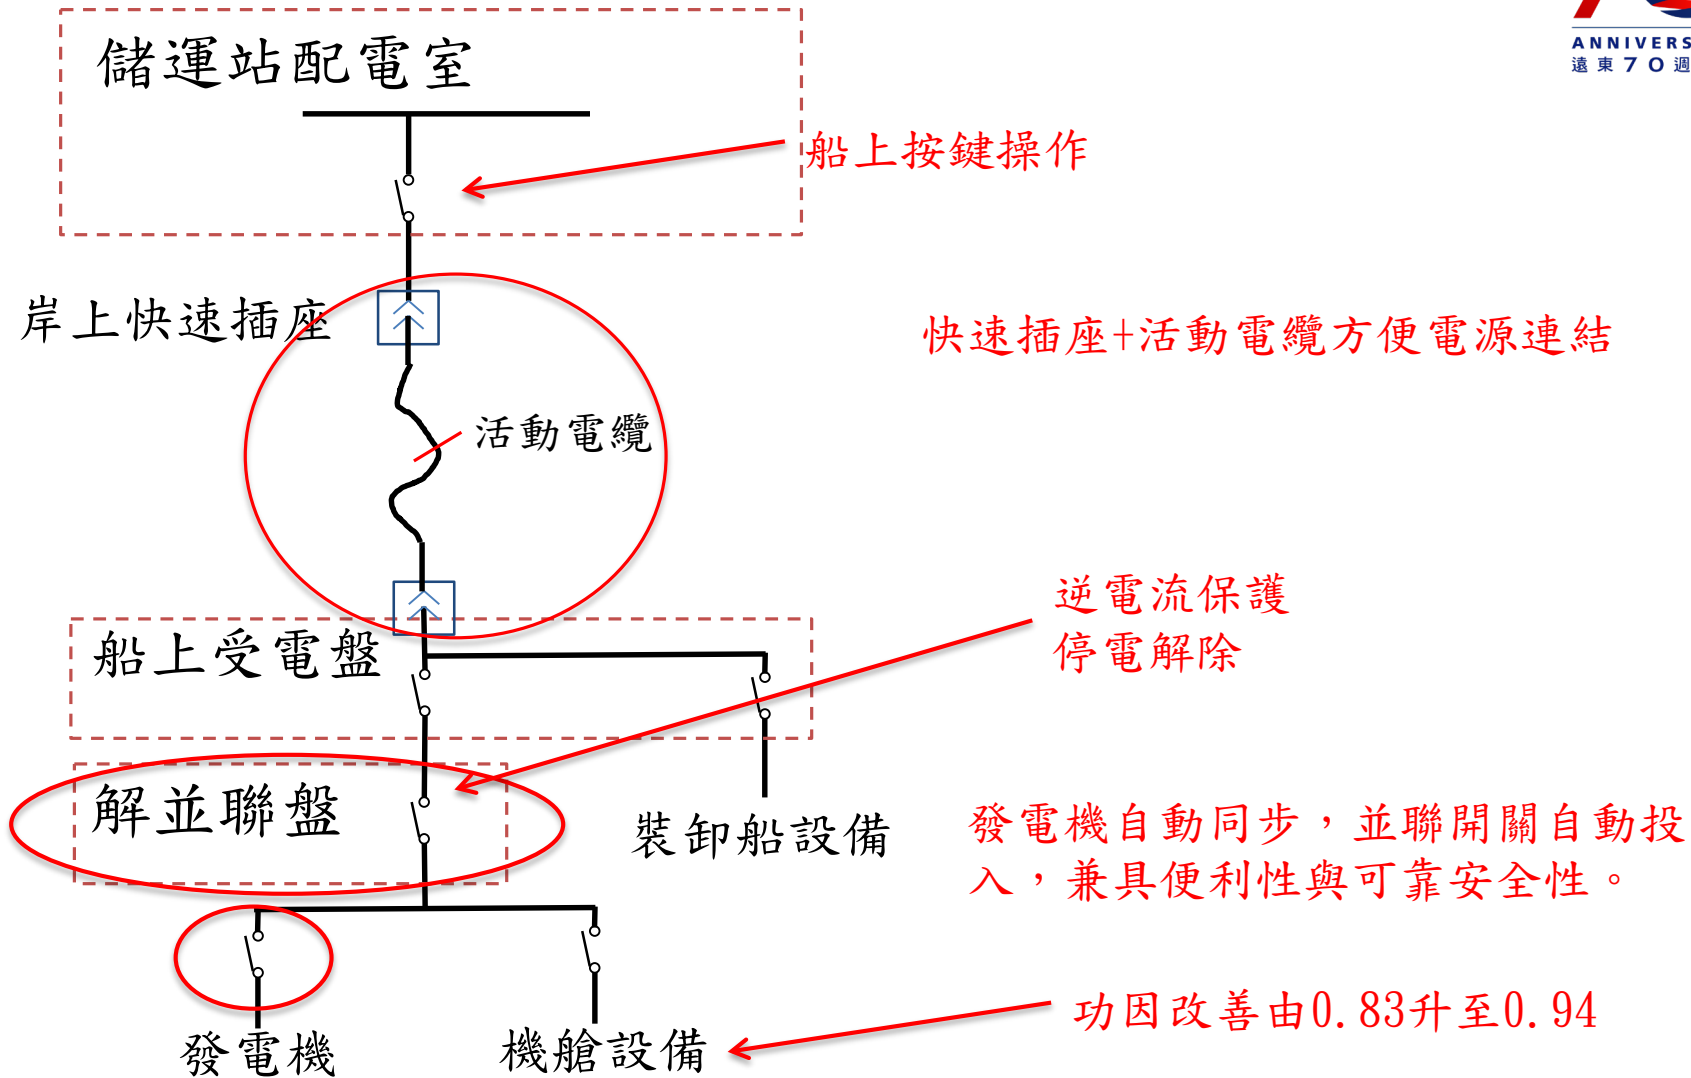 儲運站配電室
ANNIVERS
遠東70週
船上按鍵操作
岸上快速插座
快速插座+活動電纜方便電源連結
活動電纜
逆電流保護
停電解除
船上受電盤
解並聯盤
裝卸船設備
發電機自動同步，並聯開關自動投
入，兼具便利性與可靠安全性。
功因改善由0.83升至0.94
發電機
機艙設備